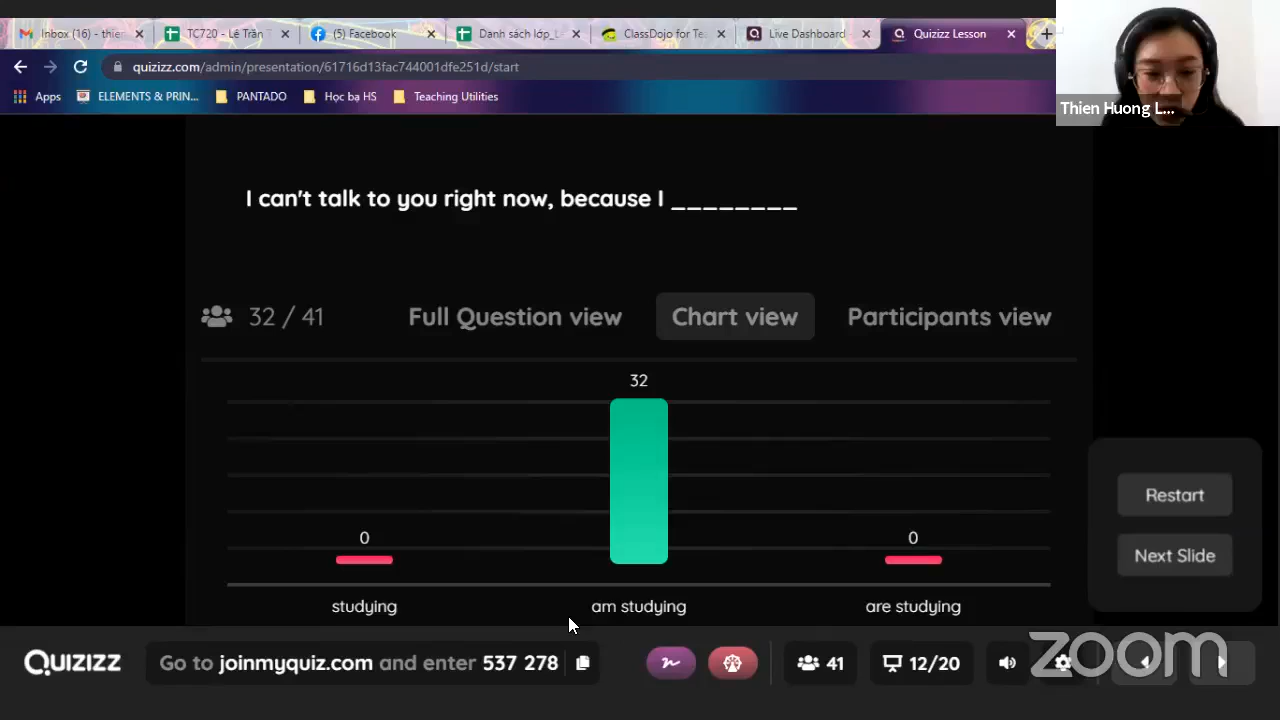 Inbox (16) - thien
TC720 - Lê Trần T
(5) Facebook
Danh sách lớp_L
ClassDojo for Te
Live Dashboard
Quizizz Lesson
quizizz.com/admin/presentation/61716d13fac744001dfe251d/start
Apps
ELEMENTS & PRIN...
PANTADO
Học bạ HS
Teaching Utilities
Thien Huong L...
I can't talk to you right now, because I ________
32 / 41
Full Question view
Chart view
Participants view
32
0
0
studying
am studying
are studying
Restart
Next Slide
QUIZIZZ
Go to joinmyquiz.com and enter 537 278
41
12/20
zoom